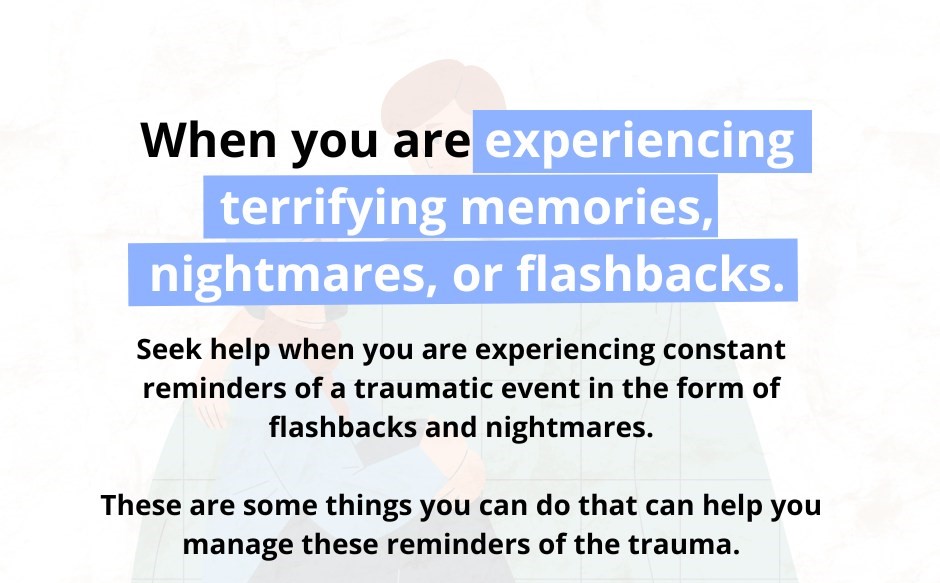 When you are experiencing
terrifying memories,
nightmares, or flashbacks.
Seek help when you are experiencing constant
reminders of a traumatic event in the form of
flashbacks and nightmares.
These are some things you can do that can help you
manage these reminders of the trauma.